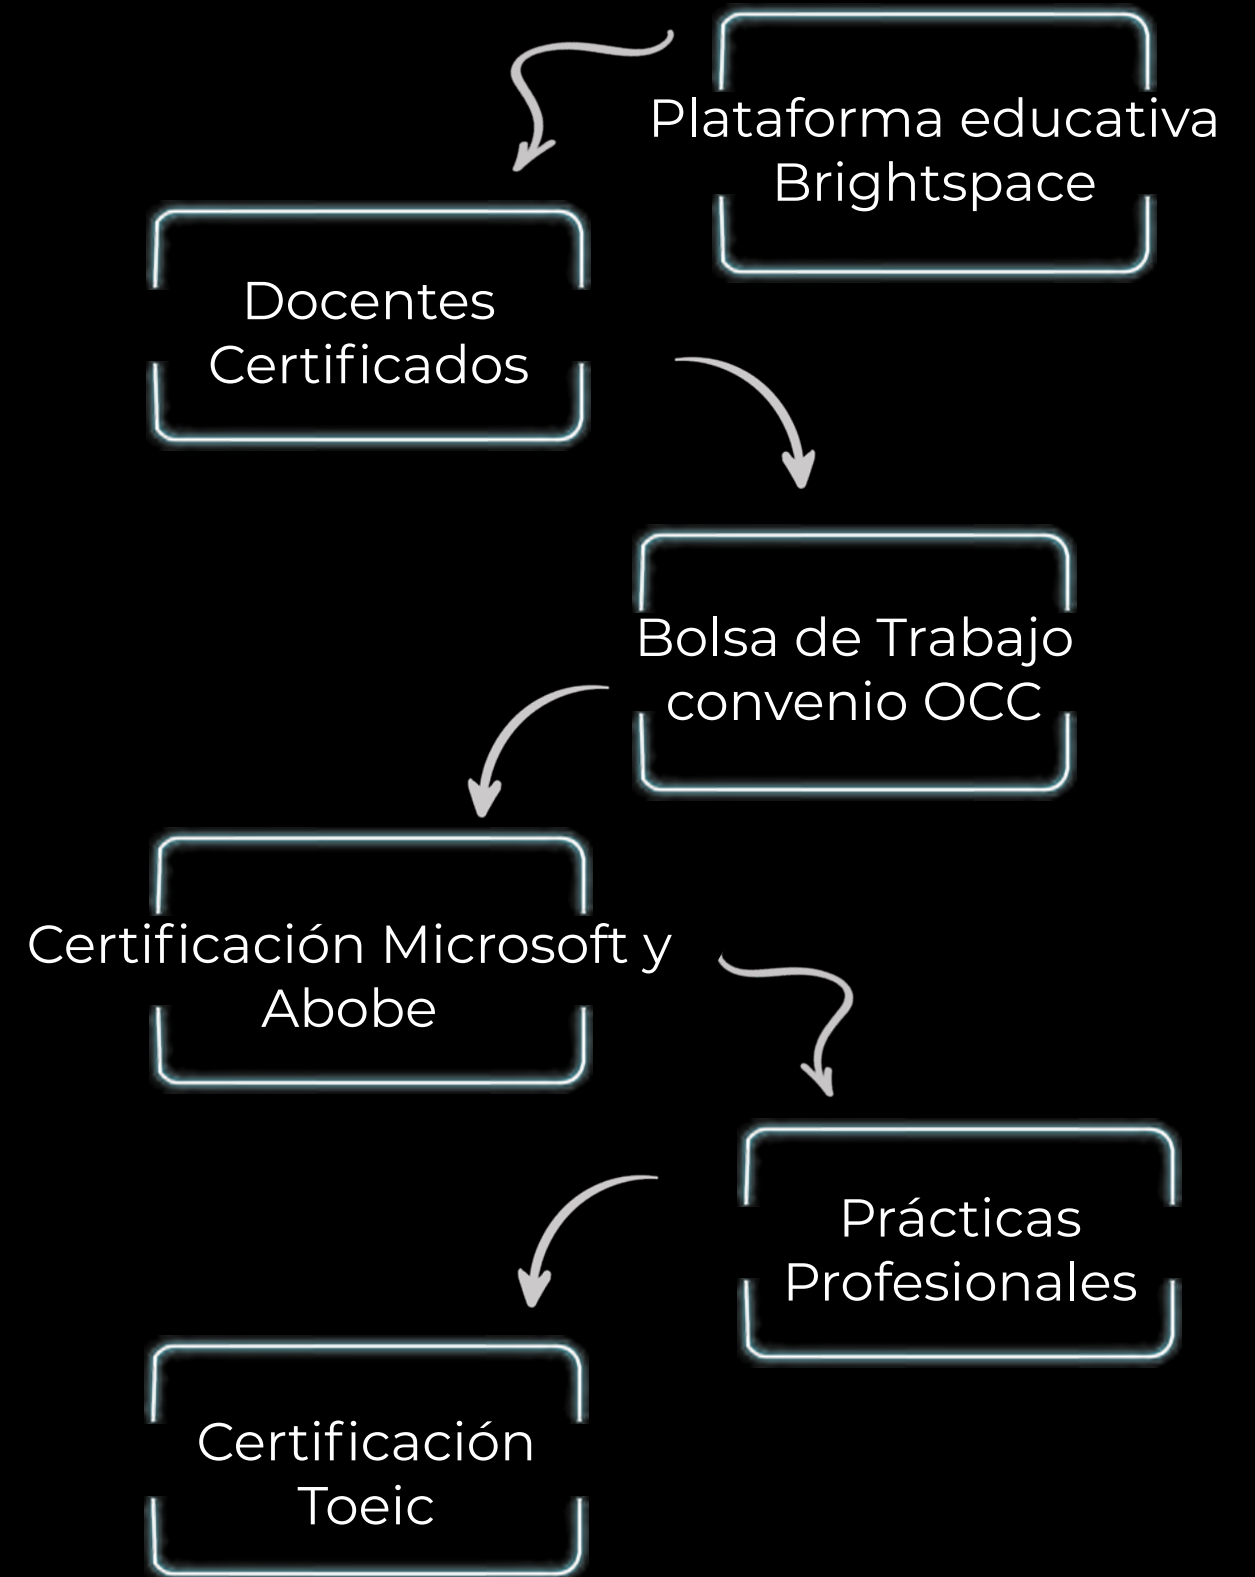 Plataforma educativa
Brightspace
Docentes
Certificados
Bolsa de Trabajo
convenio OCC
Certificación Microsoft y
Abobe
Prácticas
Profesionales
Certificación
Toeic